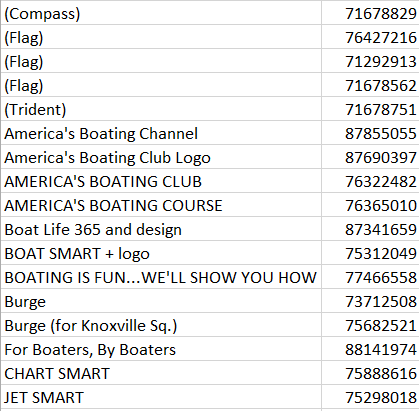 (Compass) 71678829
(Flag) 76427216
(Flag) 71292913
(Flag) 71678562
(Trident) 71678751
America's Boating Channel 87855055
America's Boating Club Logo 87690397
AMERICA'S BOATING CLUB 76322482
AMERICA'S BOATING COURSE 76365010
Boat Life 365 and design 87341659
BOAT SMART + logo 75312049
BOATING IS FUN...WE'LL SHOW YOU HOW 77466558
Burge 73712508
Burge (for Knoxville Sq.) 75682521
For Boaters, By Boaters 88141974
CHART SMART 75888616
JET SMART 75298018